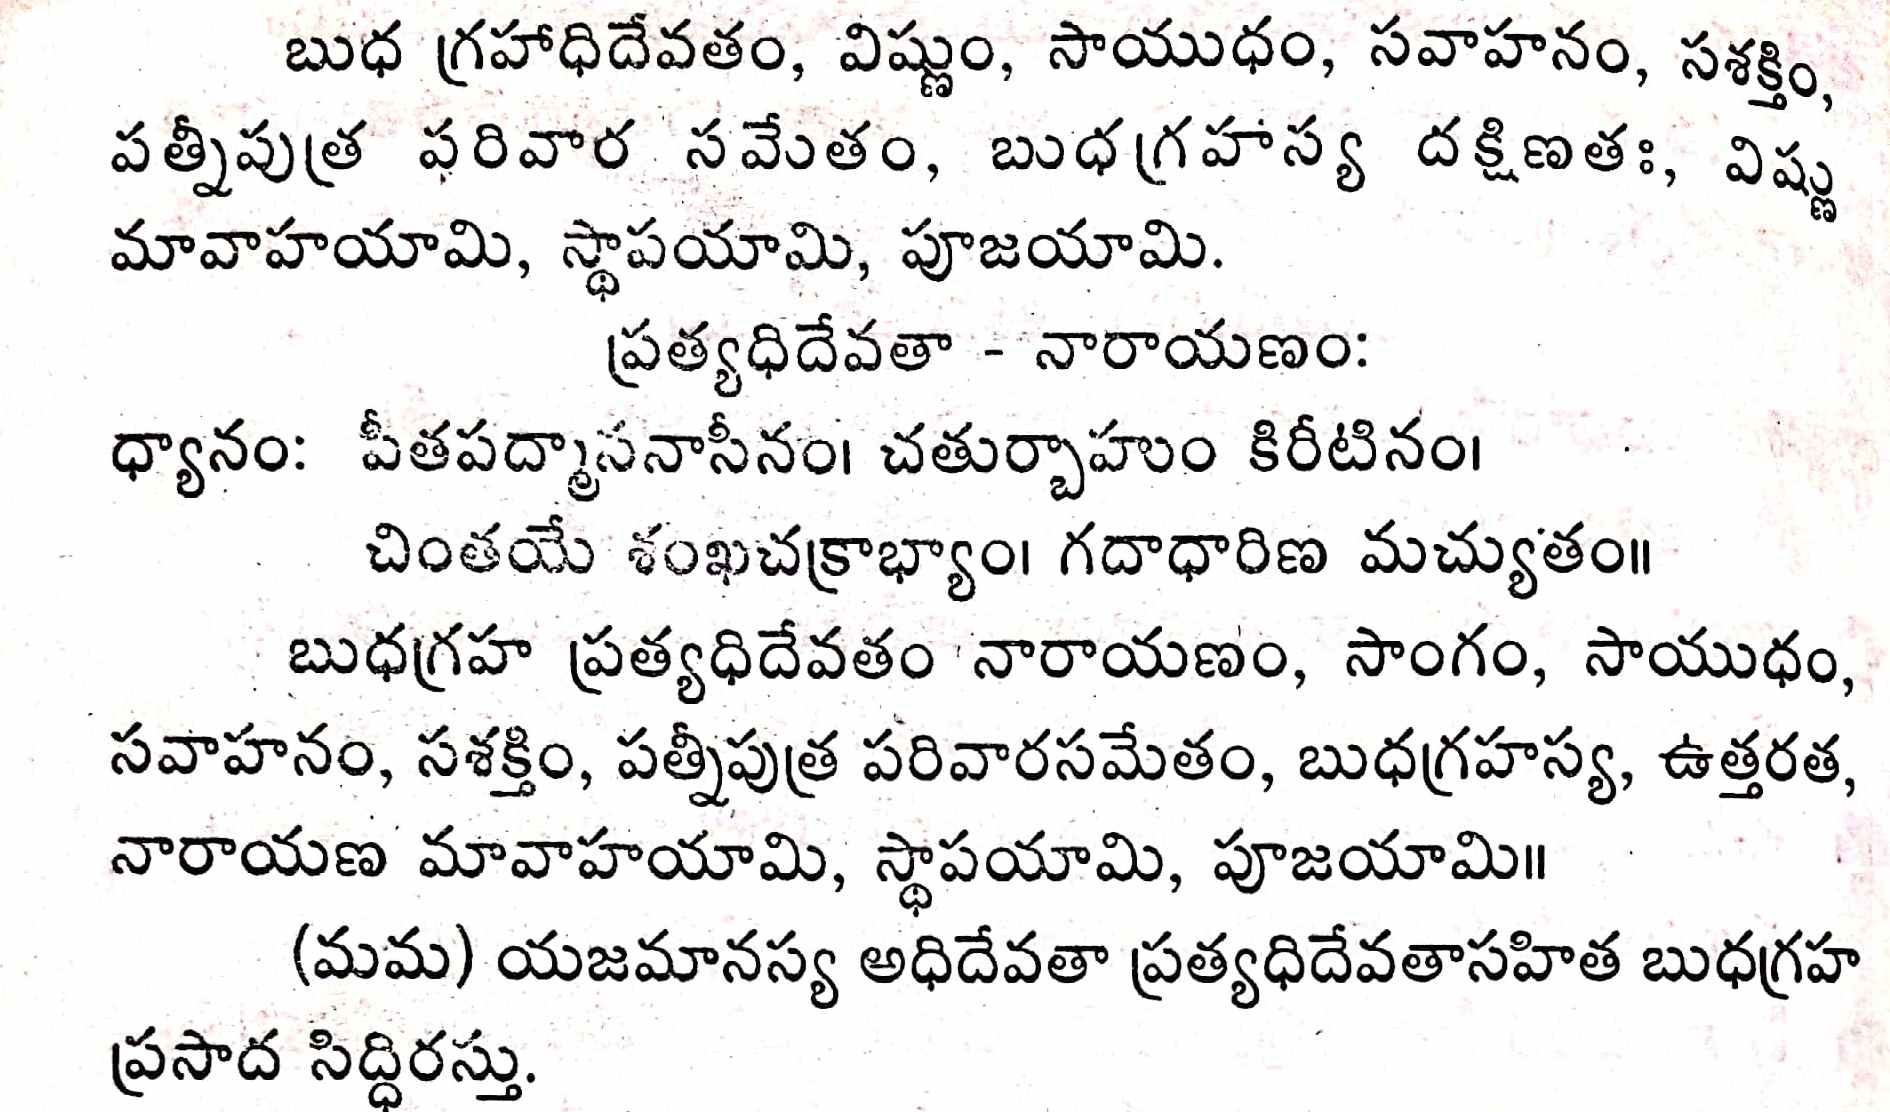 బుధ గ్రహాధిదేవతం, విష్ణుం, సాయుధం, సవాహనం, సశక్తిం,
పత్నీపుత్ర పరివార సమేతం, బుధగ్రహస్య దక్షిణతః, విష్ణు
మావాహయామి, స్థాపయామి, పూజయామి.
ప్రత్యధిదేవతా - నారాయణం:
ధ్యానం: పీతపద్మాసనాసీనం। చతుర్బాహుం కిరీటినం।
చింతయే శంఖచక్రాభ్యాం। గదాధారిణ మచ్యుతం॥
బుధగ్రహ ప్రత్యధిదేవతం నారాయణం, సాంగం, సాయుధం,
సవాహనం, సశక్తిం, పత్నీపుత్ర పరివారసమేతం, బుధగ్రహస్య, ఉత్తరత,
నారాయణ మావాహయామి, స్థాపయామి, పూజయామి॥
(మమ) యజమానస్య అధిదేవతా ప్రత్యధిదేవతాసహిత బుధగ్రహ
ప్రసాద సిద్ధిరస్తు.